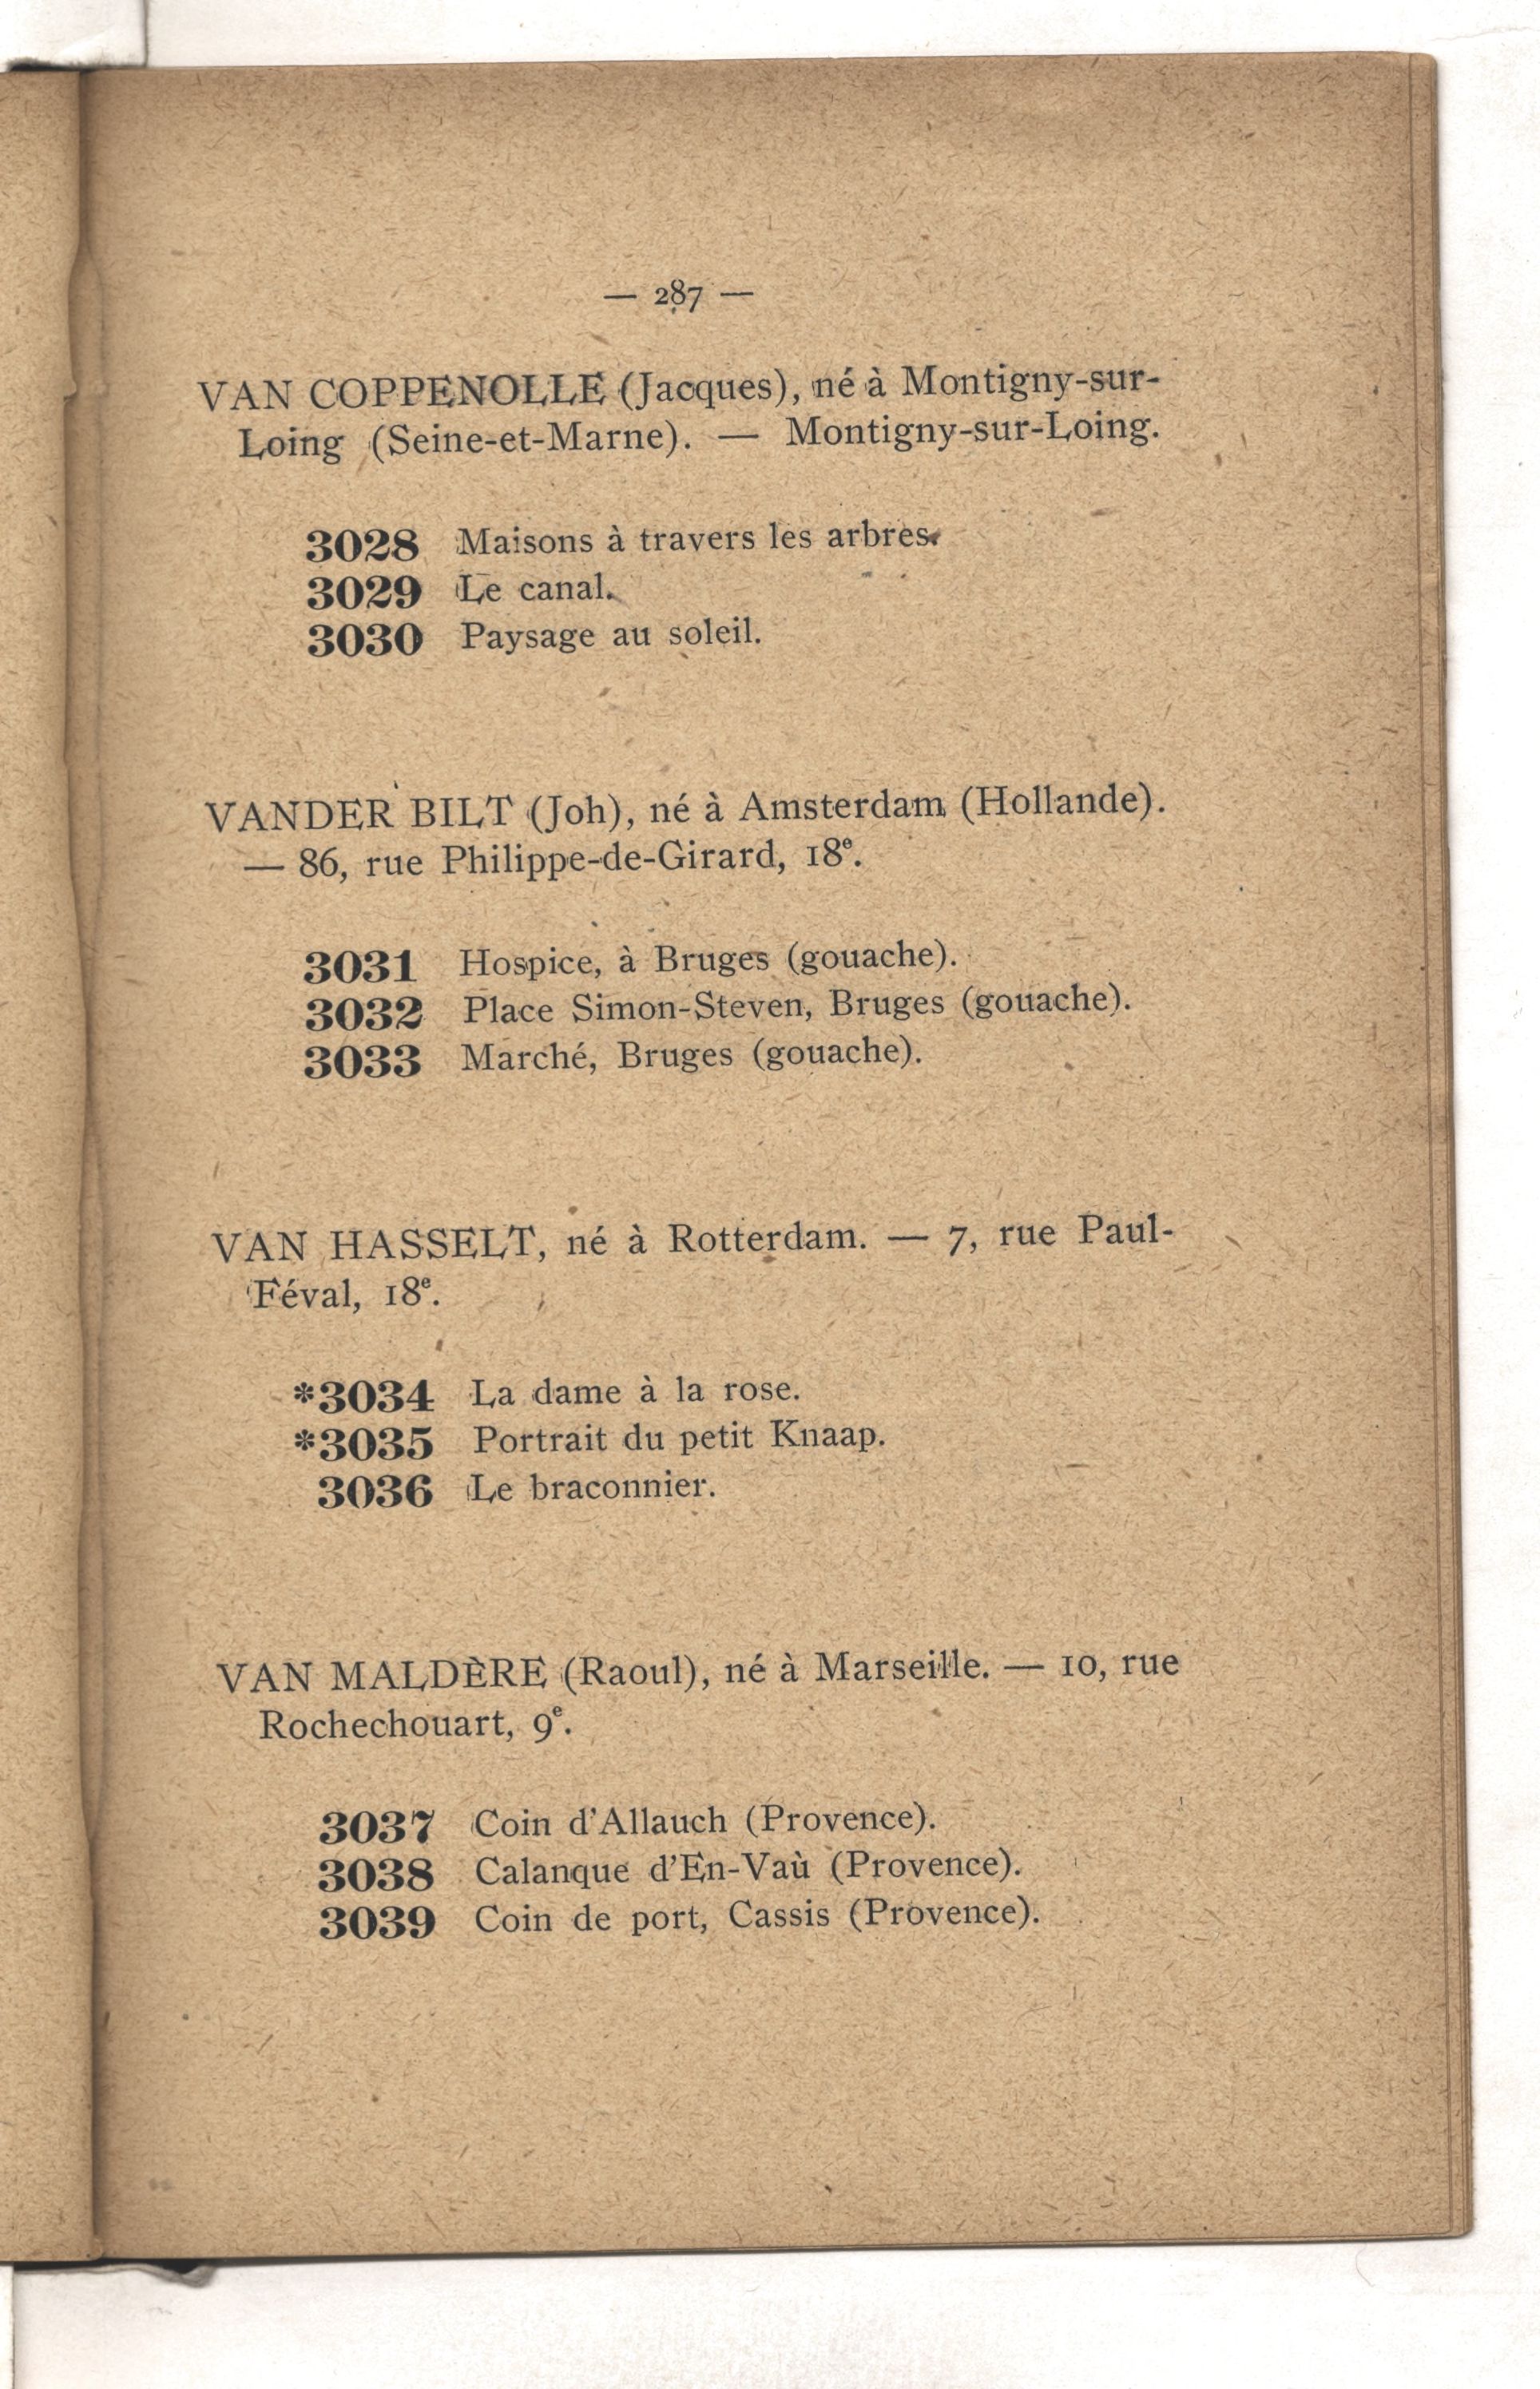 — 287 —
VAN COPPENOLLE (Jacques), né à Montigny-sur-
Loing (Seine-et-Marne). — Montigny-sur-Loing.
3028 Maisons à travers les arbres.
3029 Le canal.
3030 Paysage au soleil.
VANDER BILT (Joh), né à Amsterdam (Hollande).
— 86, rue Philippe-de-Girard, 18e.
3031 Hospice, à Bruges (gouache).
3032 Place Simon-Steven, Bruges (gouache).
3033 Marché, Bruges (gouache).
VAN HASSELT, né à Rotterdam. — 7, rue Paul-
Féval, 18e.
*3034 La dame à la rose.
*3035 Portrait du petit Knaap.
3036 Le braconnier.
VAN MALDÈRE (Raoul), né à Marseille. — 10, rue
Rochechouart, 9e.
3037 Coin d'Allauch (Provence).
3038 Calanque d'En-Vaù (Provence).
3039 Coin de port, Cassis (Provence).